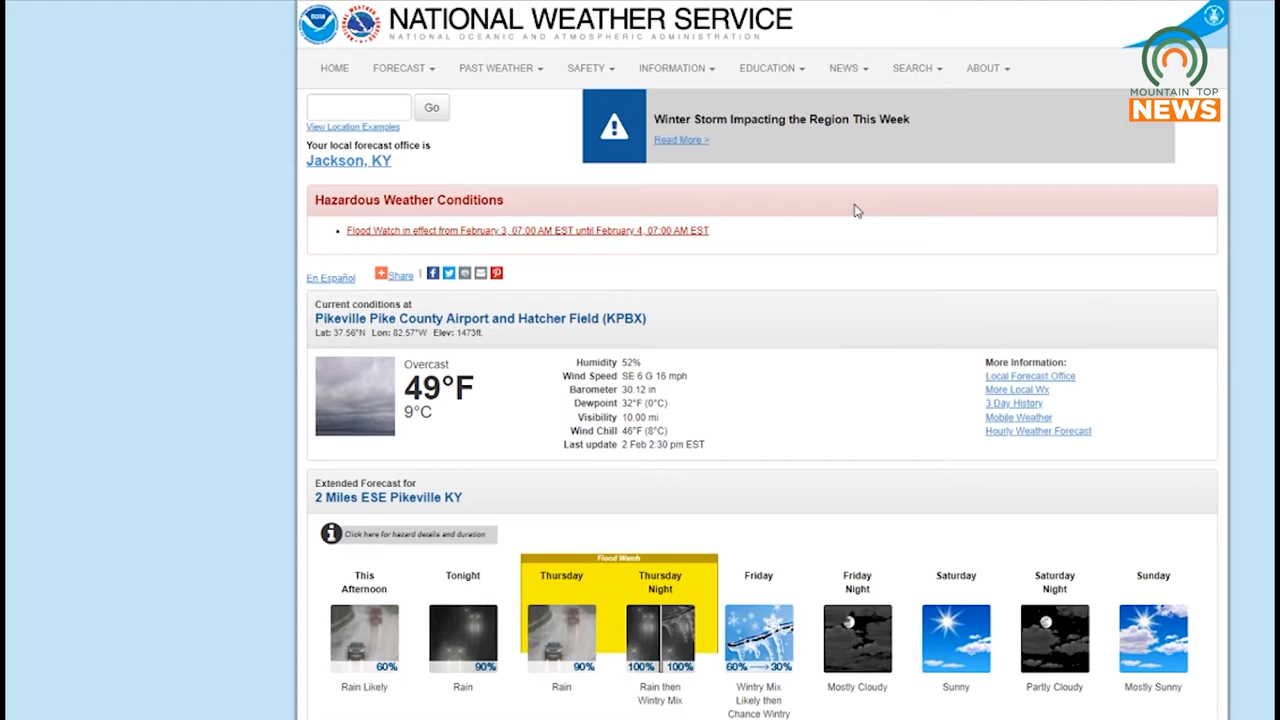 NATIONAL WEATHER SERVICE
NATIONAL OCEANIC AND ATMOSPHERIC ADMINISTRATION
MOUNTAIN TOP
NEWS
HOME FORECAST PAST WEATHER SAFETY INFORMATION EDUCATION NEWS SEARCH ABOUT
Go
View Location Examples
Your local forecast office is
Jackson, KY
Winter Storm Impacting the Region This Week
Read More >
Hazardous Weather Conditions
Flood Watch in effect from February 3, 07:00 AM EST until February 4, 07:00 AM EST
En Español
Share
Current conditions at
Pikeville Pike County Airport and Hatcher Field (KPBX)
Lat: 37.56°N Lon: 82.57°W Elev: 1473ft.
Overcast
49°F
9°C
Humidity 52%
Wind Speed SE 6 G 16 mph
Barometer 30.12 in
Dewpoint 32°F (0°C)
Visibility 10.00 mi
Wind Chill 46°F (8°C)
Last update 2 Feb 2:30 pm EST
More Information:
Local Forecast Office
More Local Wx
3 Day History
Mobile Weather
Hourly Weather Forecast
Extended Forecast for
2 Miles ESE Pikeville KY
Click here for hazard details and duration
Flood Watch
This Afternoon
60%
Rain Likely
Tonight
90%
Rain
Thursday
90%
Rain
Thursday Night
100% 100%
Rain then
Wintry Mix
Friday
60% 30%
Wintry Mix
Likely then
Chance Wintry
Friday
Night
Mostly Cloudy
Saturday
Sunny
Saturday
Night
Partly Cloudy
Sunday
Mostly Sunny